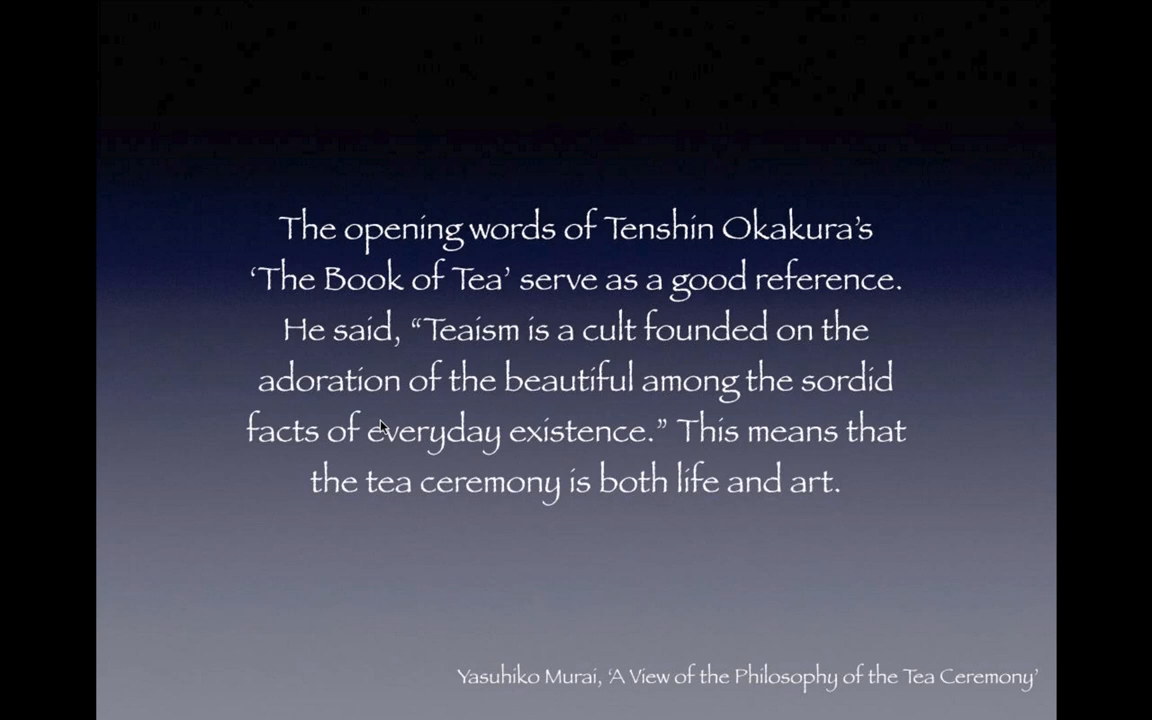 The opening words of Tenshin Okakura's
‘The Book of Tea’ serve as a good reference.
He said, “Teaism is a cult founded on the
adoration of the beautiful among the sordid
facts of everyday existence.” This means that
the tea ceremony is both life and art.
Yasuhiko Murai, ‘A View of the Philosophy of the Tea Ceremony’